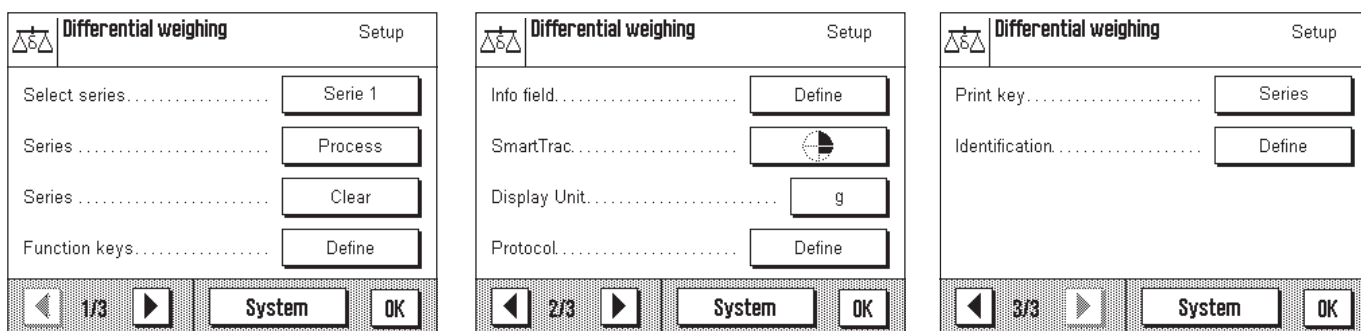 Differential weighing Setup
Select series.................. Serie 1
Series ....................... Process
Series ....................... Clear
Function keys................ Define
1/3 System OK
Differential weighing Setup
Info field....................... Define
SmartTrac.....................
Display Unit........................ g
Protocol....................... Define
2/3 System OK
Differential weighing Setup
Print key...................... Series
Identification.................. Define
3/3 System OK